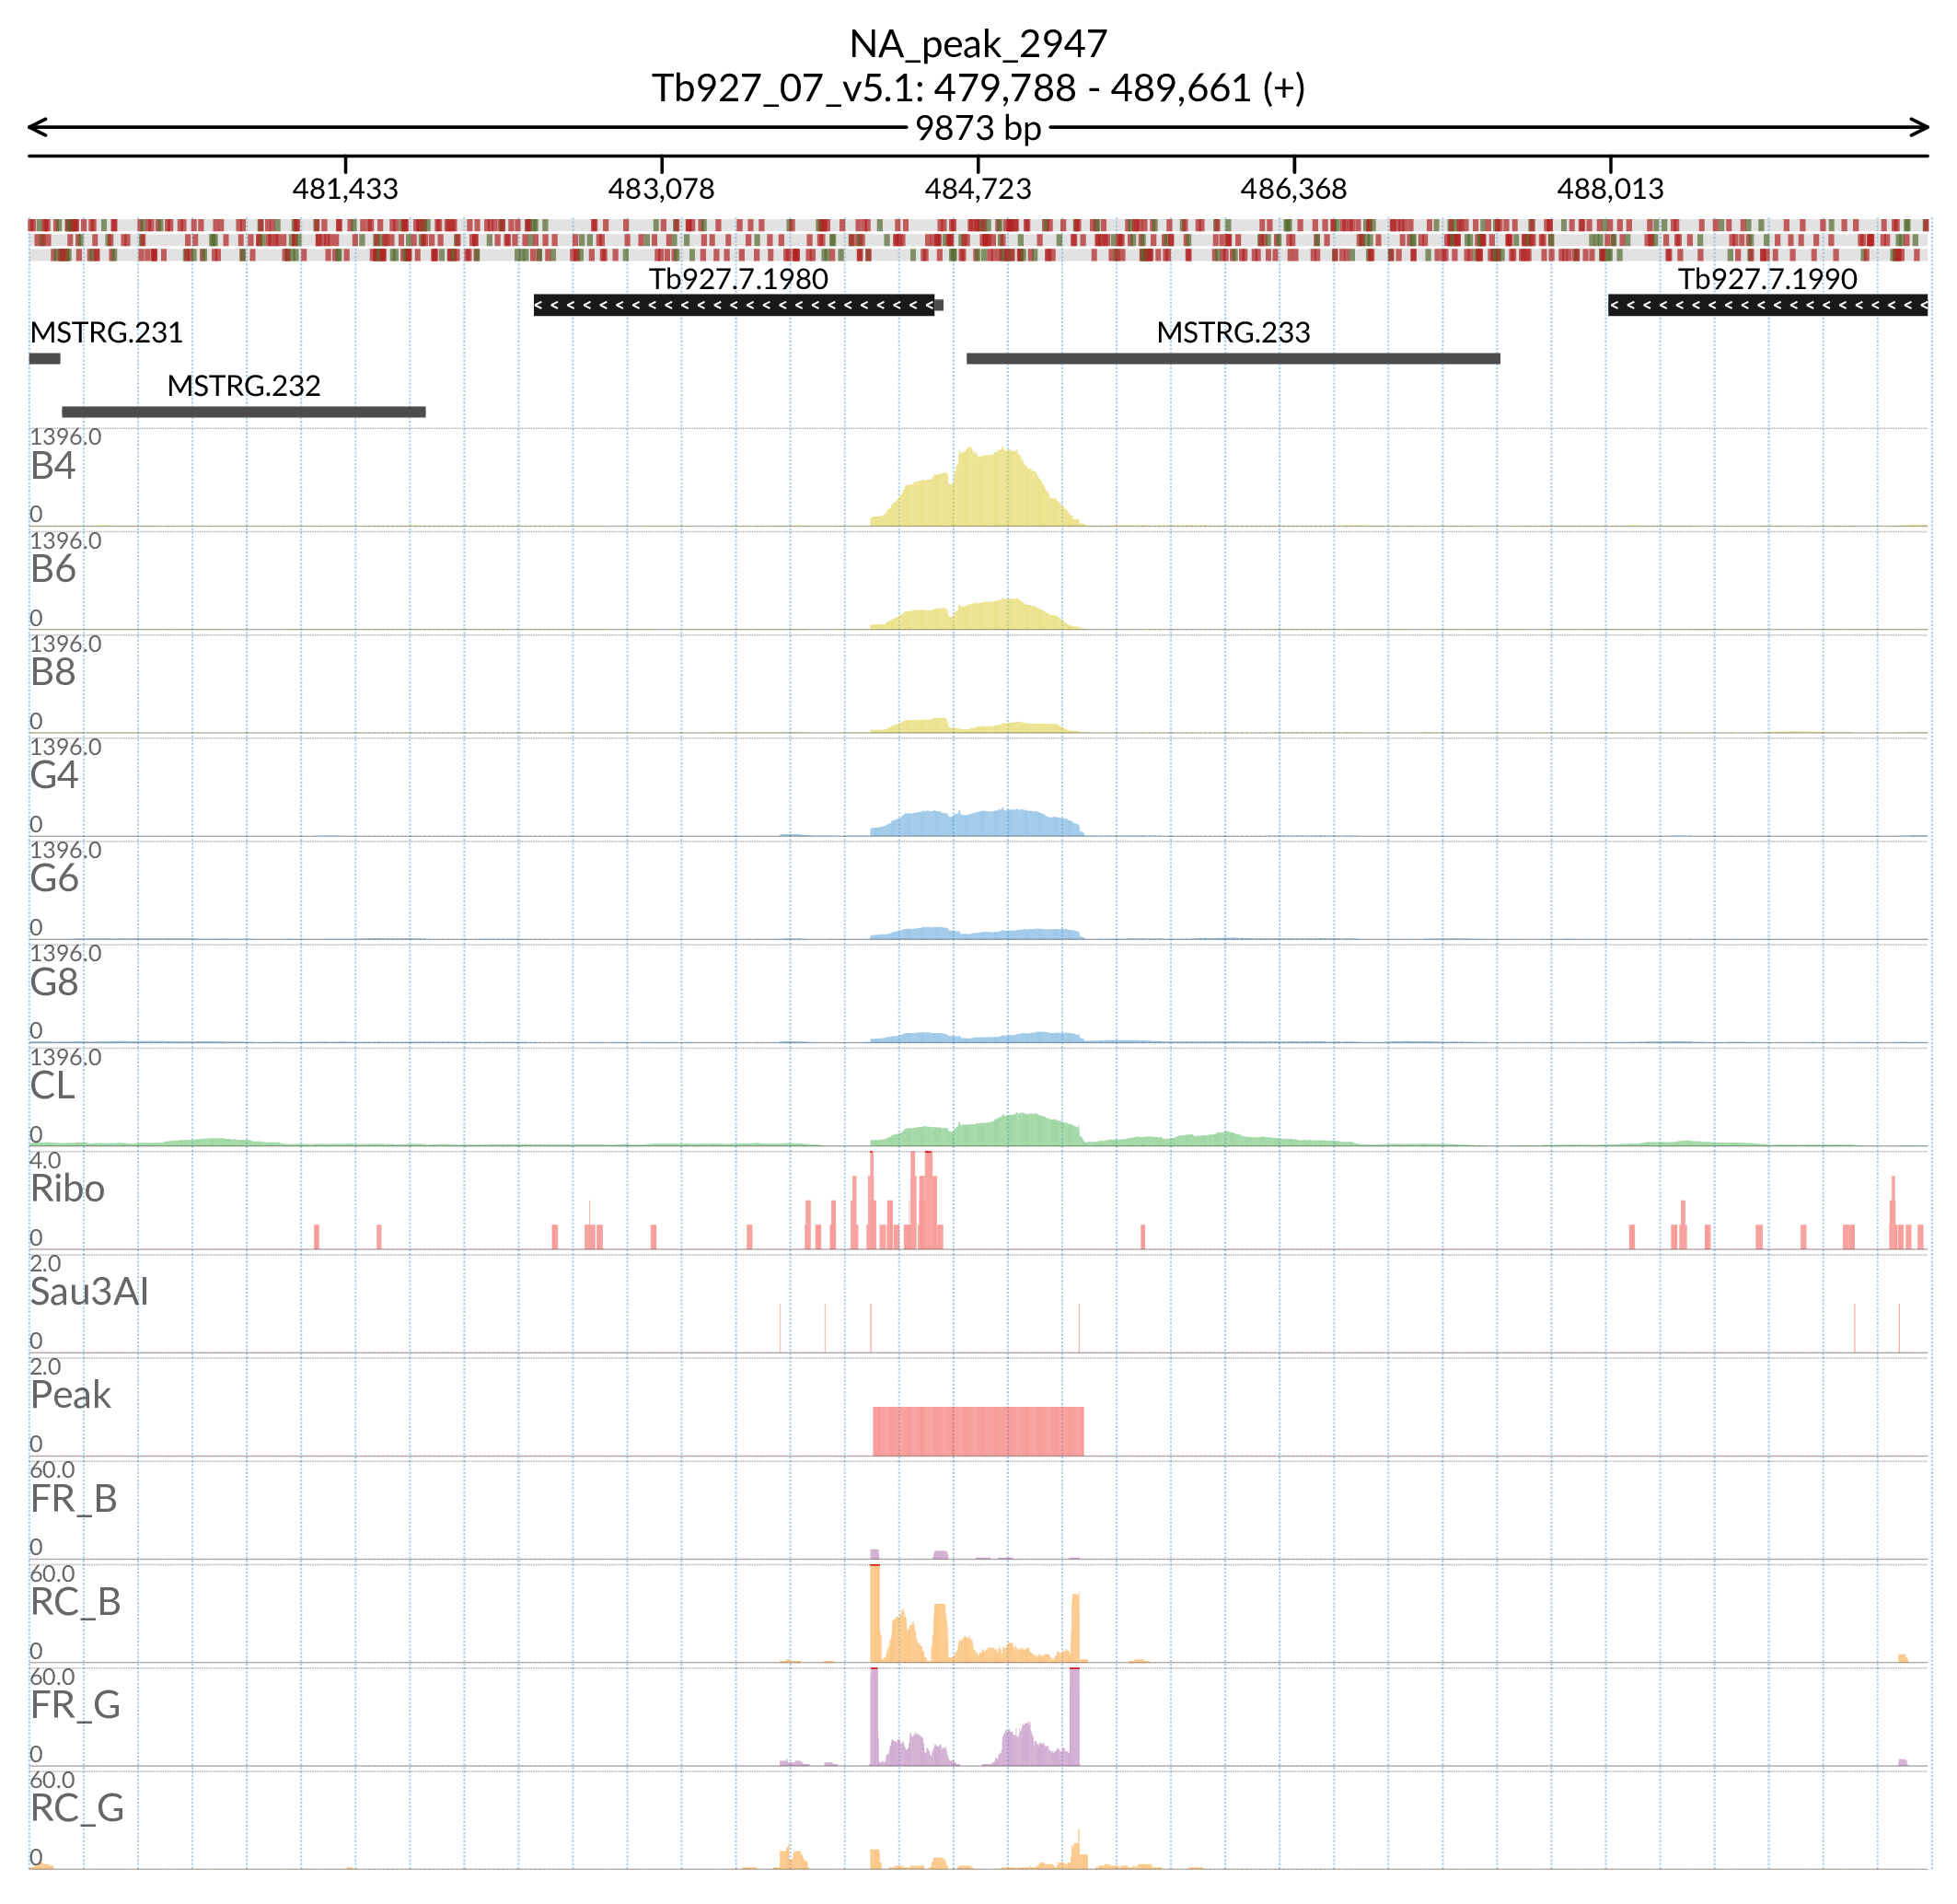 NA_peak_2947
Tb927_07_v5.1: 479,788 - 489,661 (+)
9873 bp
481,433 483,078 484,723 486,368 488,013
Tb927.7.1980 Tb927.7.1990
MSTRG.231 MSTRG.233
MSTRG.232
1396.0
B4
0
1396.0
B6
0
1396.0
B8
0
1396.0
G4
0
1396.0
G6
0
1396.0
G8
0
1396.0
CL
0
4.0
Ribo
0
2.0
Sau3AI
0
2.0
Peak
0
60.0
FR_B
0
60.0
RC_B
0
60.0
FR_G
0
60.0
RC_G
0